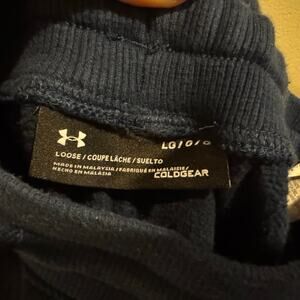 LG/G/G
LOOSE / COUPE LÂCHE / SUELTO
MADE IN MALAYSIA / FABRIQUÉ EN MALAISIE /
HECHO EN MALASIA
COLDGEAR